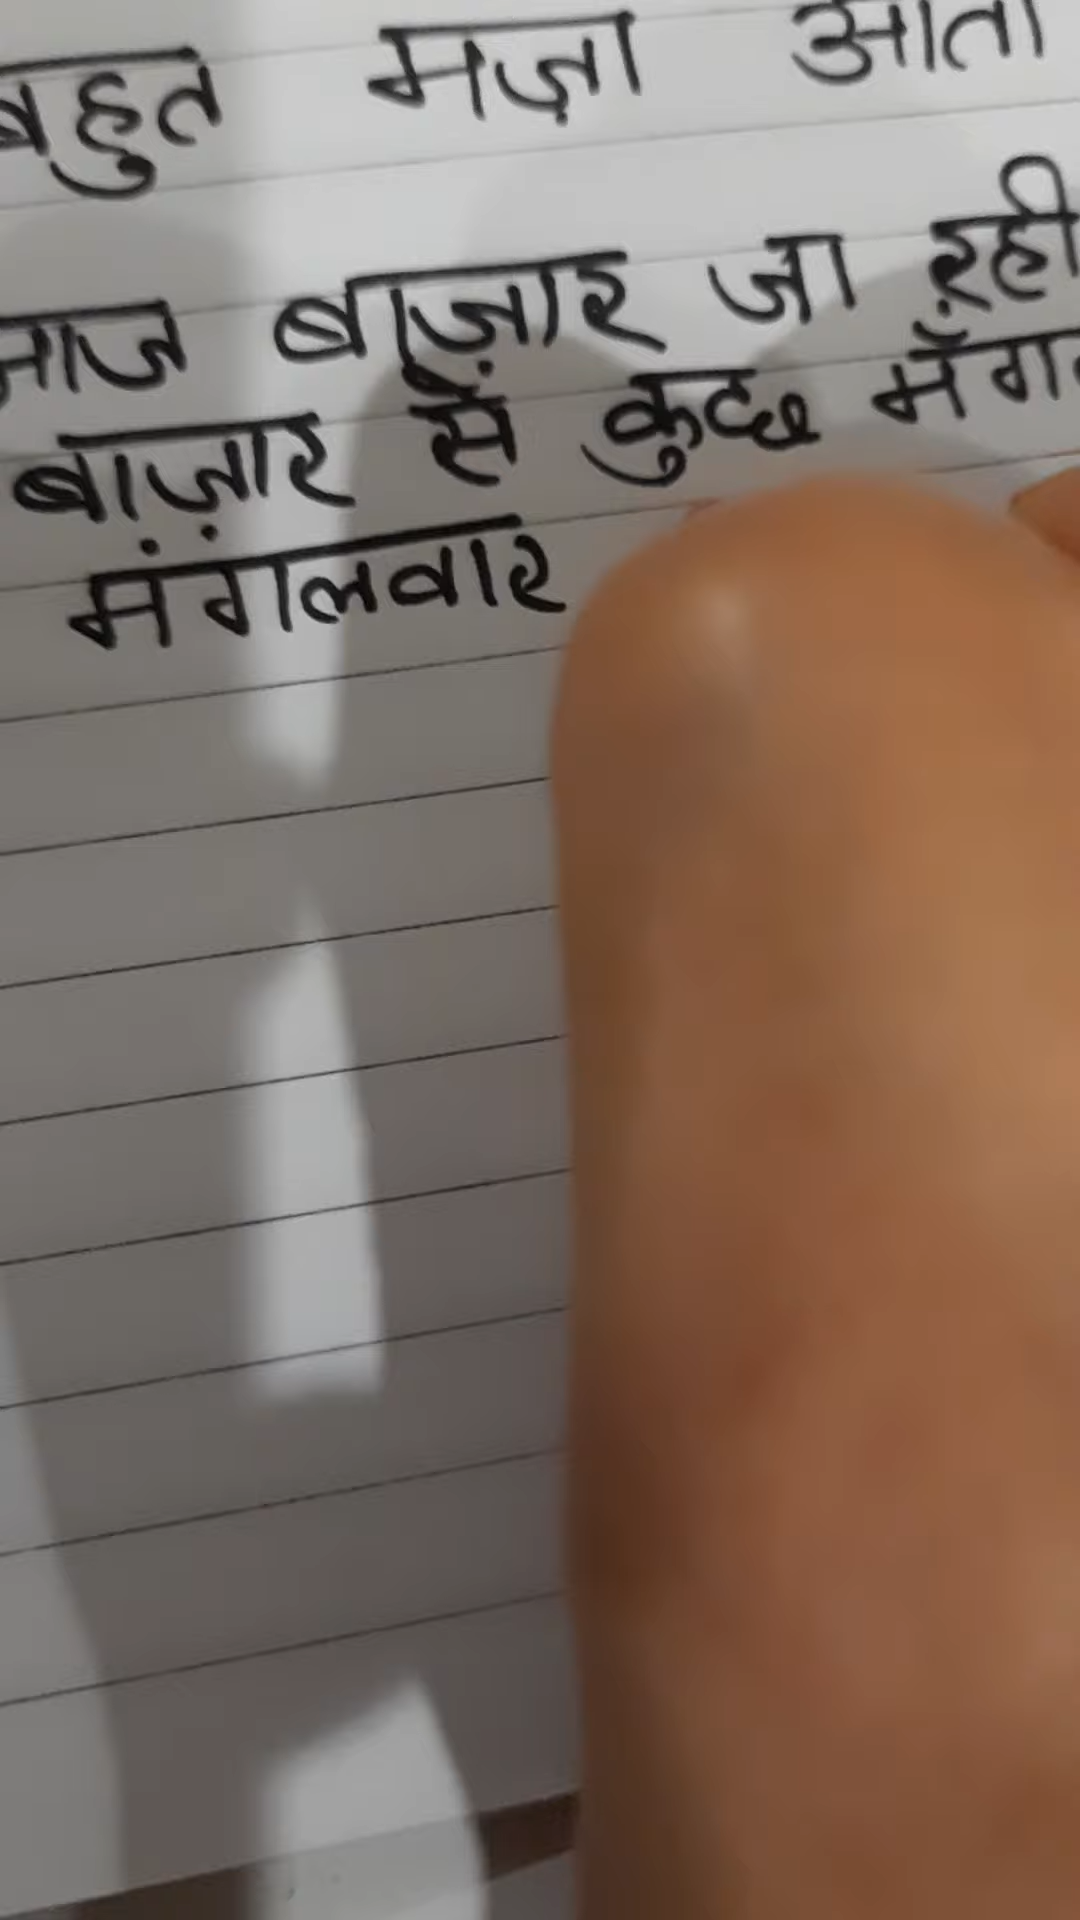 बहुत मज़ा आता
आज बाज़ार जा रही
बाज़ार से कुछ
मंगलवार